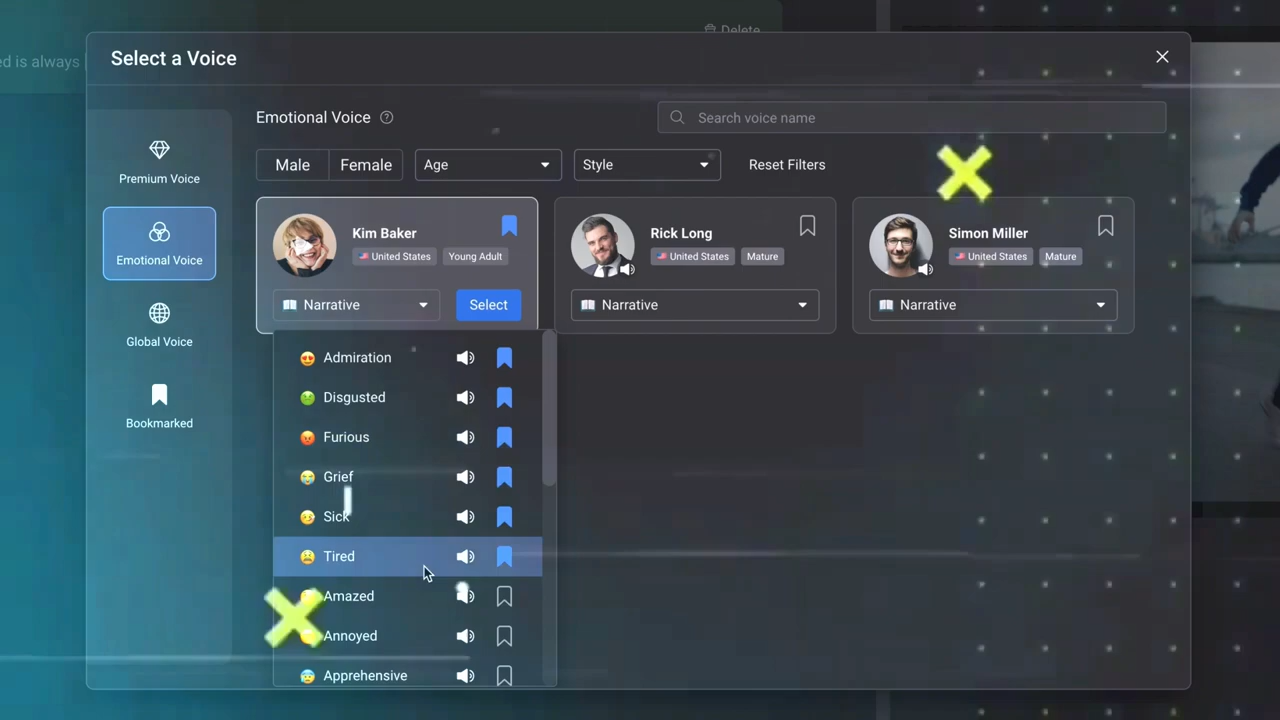 Delete
ed is always
Select a Voice
Emotional Voice
Search voice name
Male Female Age Style Reset Filters
Premium Voice
Emotional Voice
Global Voice
Bookmarked
Kim Baker
United States Young Adult
Narrative Select
Rick Long
United States Mature
Narrative
Simon Miller
United States Mature
Narrative
Admiration
Disgusted
Furious
Grief
Sick
Tired
Amazed
Annoyed
Apprehensive